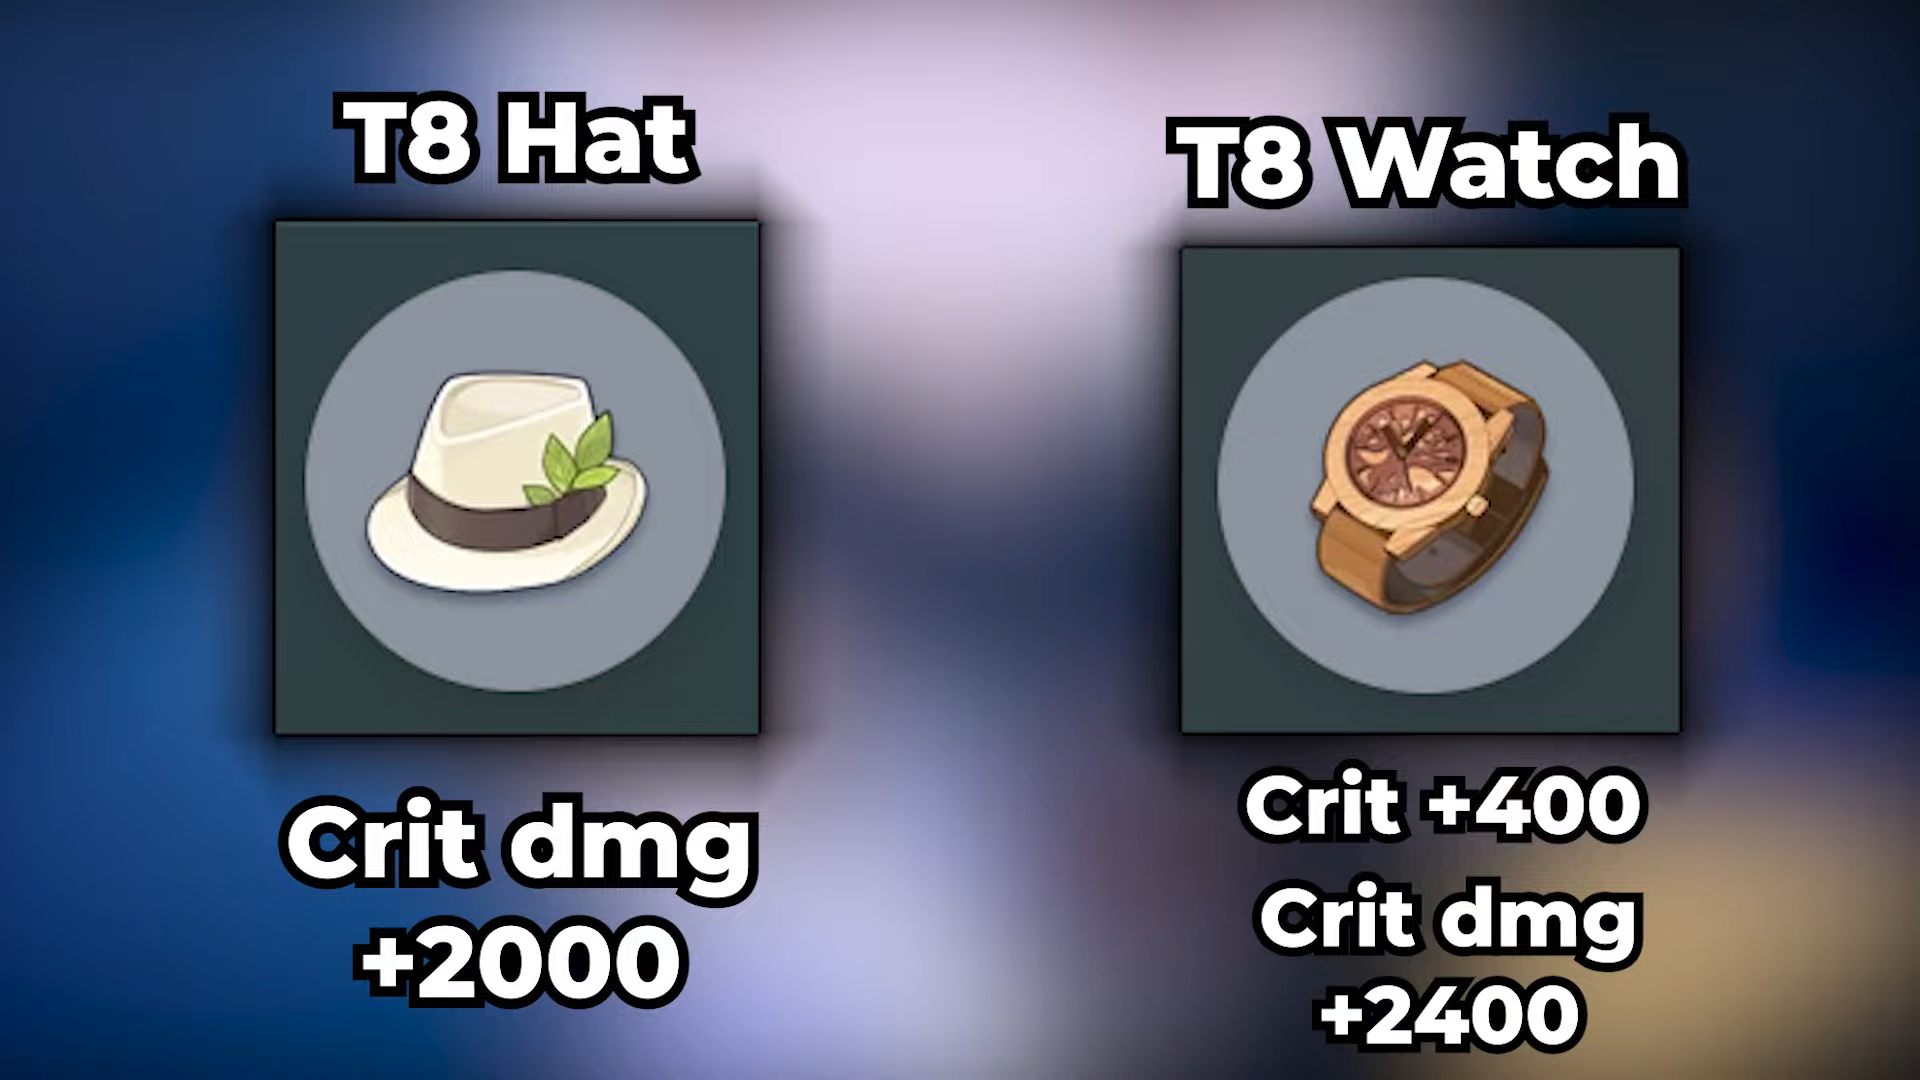 T8 Hat
Crit dmg
+2000
T8 Watch
Crit +400
Crit dmg
+2400